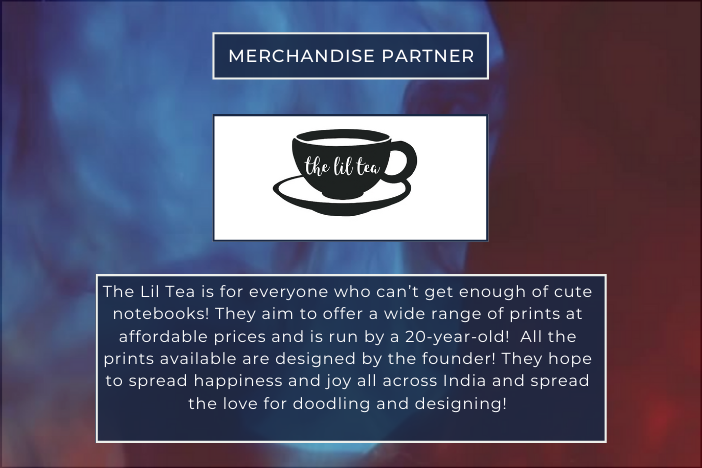 MERCHANDISE PARTNER
the lil tea
The Lil Tea is for everyone who can't get enough of cute
notebooks! They aim to offer a wide range of prints at
affordable prices and is run by a 20-year-old!  All the
prints available are designed by the founder! They hope
to spread happiness and joy all across India and spread
the love for doodling and designing!